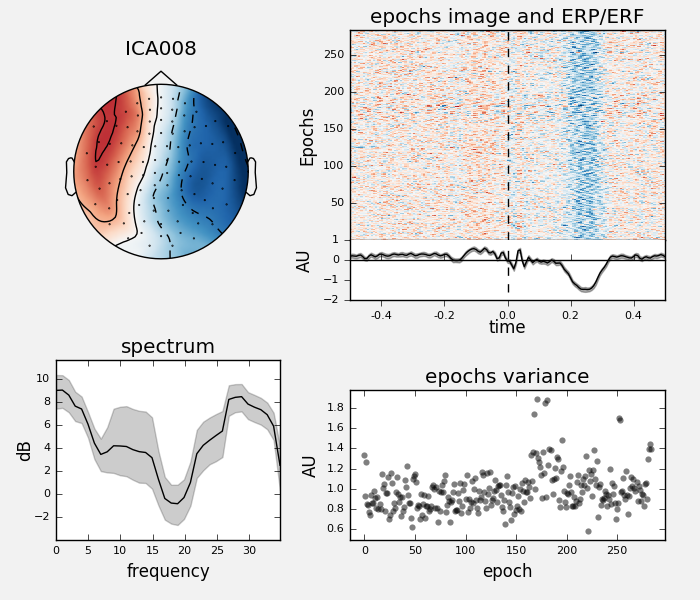 ICA008
epochs image and ERP/ERF
Epochs
250
200
150
100
50
AU
1
0
−1
−2
-0.4 -0.2 0.0 0.2 0.4
time
spectrum
dB
10
8
6
4
2
0
−2
0 5 10 15 20 25 30
frequency
epochs variance
AU
1.8
1.6
1.4
1.2
1.0
0.8
0.6
0 50 100 150 200 250
epoch